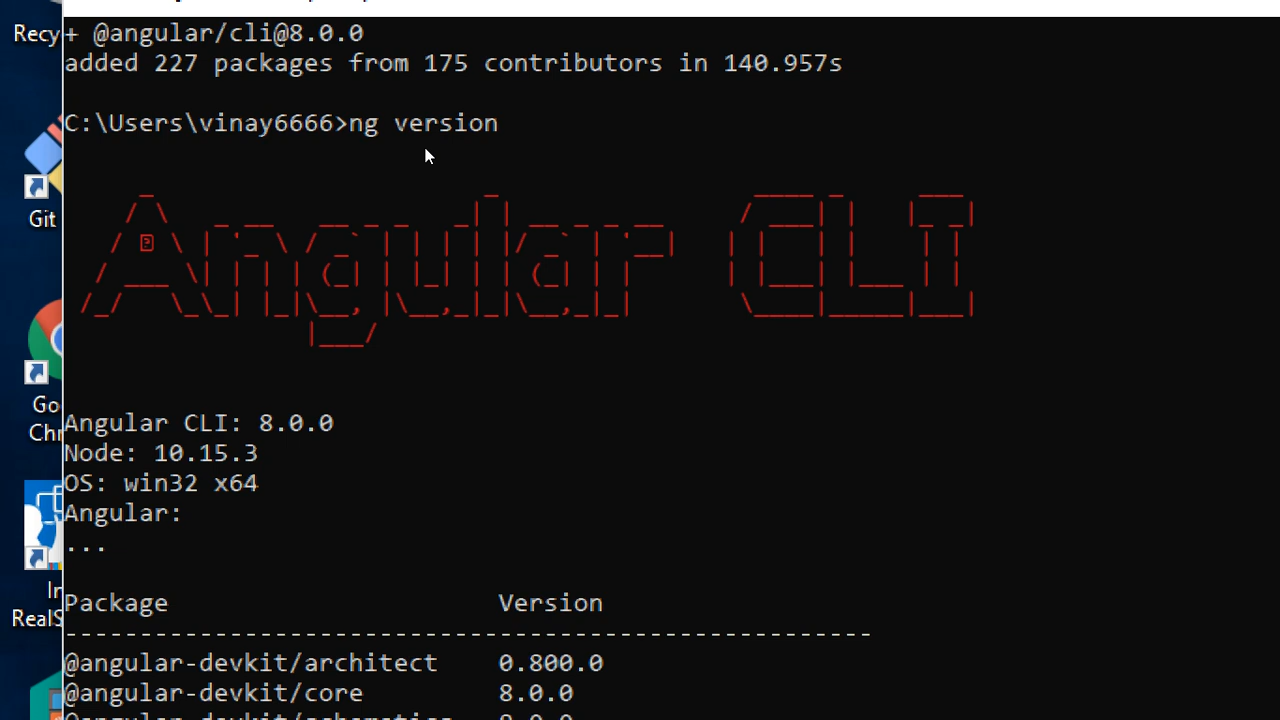 Recy
+ @angular/cli@8.0.0
added 227 packages from 175 contributors in 140.957s
C:\Users\vinay6666>ng version
Git
Angular CLI
Go
Chr
Angular CLI: 8.0.0
Node: 10.15.3
OS: win32 x64
Angular:
...
In
RealS
Package Version
------------------------------------------------------
@angular-devkit/architect 0.800.0
@angular-devkit/core 8.0.0